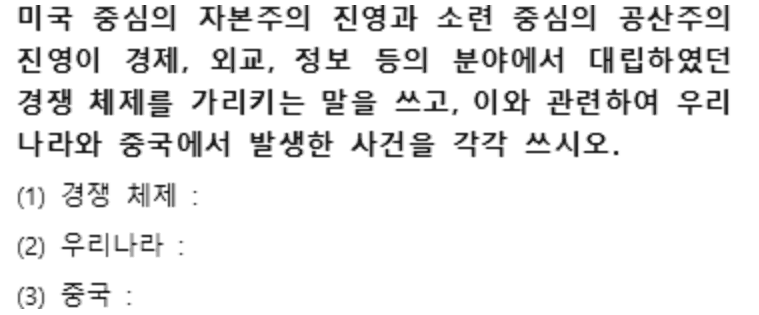 미국 중심의 자본주의 진영과 소련 중심의 공산주의
진영이 경제, 외교, 정보 등의 분야에서 대립하였던
경쟁 체제를 가리키는 말을 쓰고, 이와 관련하여 우리
나라와 중국에서 발생한 사건을 각각 쓰시오.
(1) 경쟁 체제 :
(2) 우리나라 :
(3) 중국 :